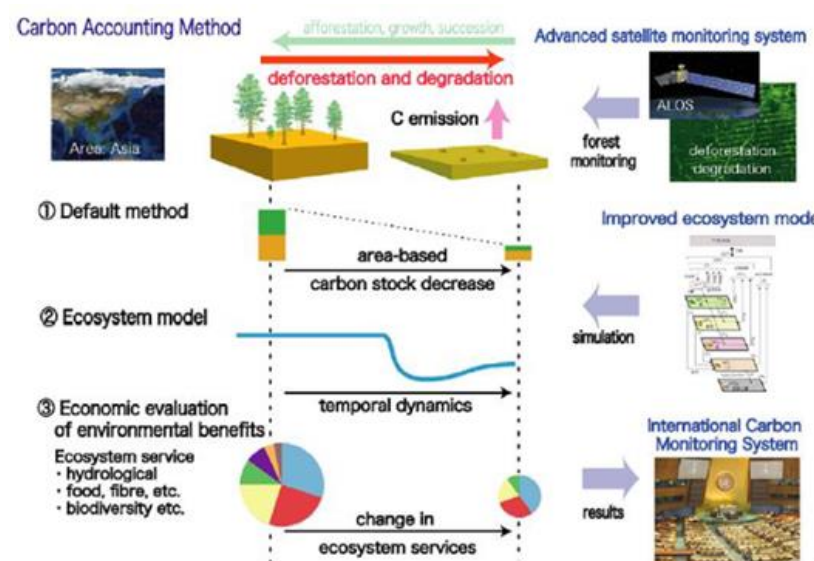 Carbon Accounting Method
afforestation, growth, succession
deforestation and degradation
Advanced satellite monitoring system
Area: Asia
C emission
ALOS
forest
monitoring
deforestation
degradation
① Default method
area-based
carbon stock decrease
Improved ecosystem mode
② Ecosystem model
simulation
temporal dynamics
③ Economic evaluation
of environmental benefits
Ecosystem service
・hydrological
・food, fibre, etc.
・biodiversity etc.
change in
ecosystem services
International Carbon
Monitoring System
results